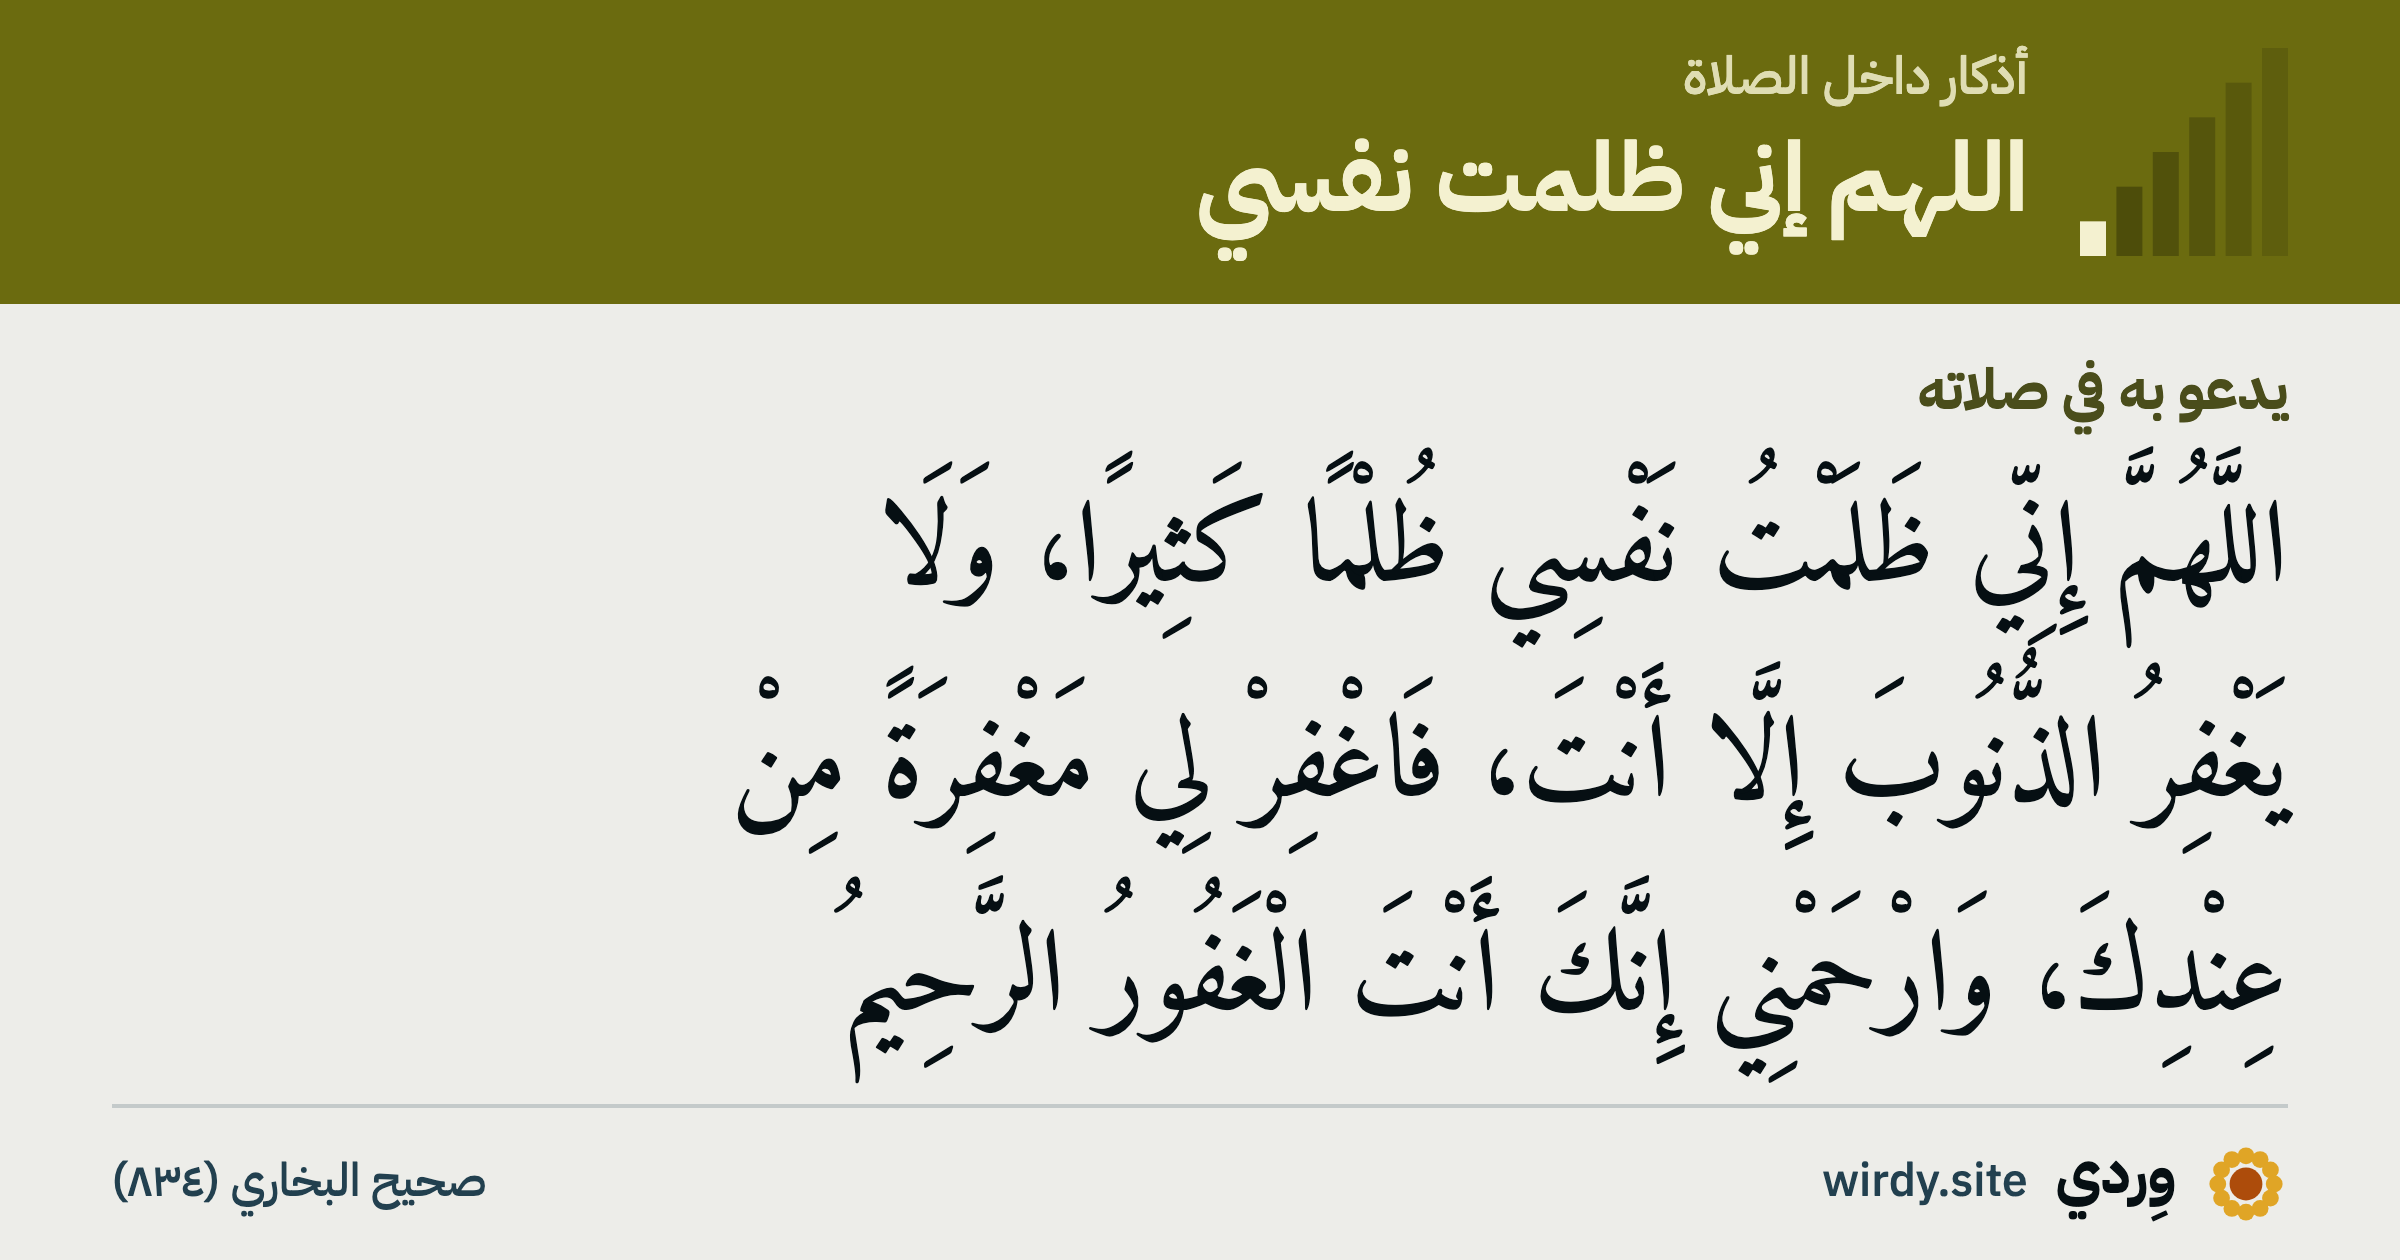 أذكار داخل الصلاة
اللهم إني ظلمت نفسي
يدعو به في صلاته
اللَّهُمَّ إِنِّي ظَلَمْتُ نَفْسِي ظُلْمًا كَثِيرًا، وَلَا
يَغْفِرُ الذُّنُوبَ إِلَّا أَنْتَ، فَاغْفِرْ لِي مَغْفِرَةً مِنْ
عِنْدِكَ، وَارْحَمْنِي إِنَّكَ أَنْتَ الْغَفُورُ الرَّحِيمُ
وِردي wirdy.site
صحيح البخاري (٨٣٤)